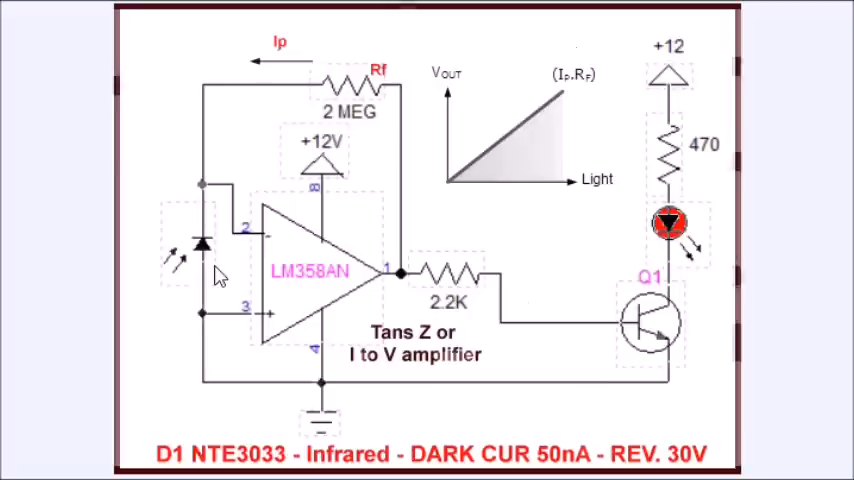 Ip
Rf
2 MEG
+12V
8
2
-
LM358AN
1
3
+
4
2.2K
Tans Z or
I to V amplifier
VOUT
(IP.RF)
Light
+12
470
Q1
D1 NTE3033 - Infrared - DARK CUR 50nA - REV. 30V